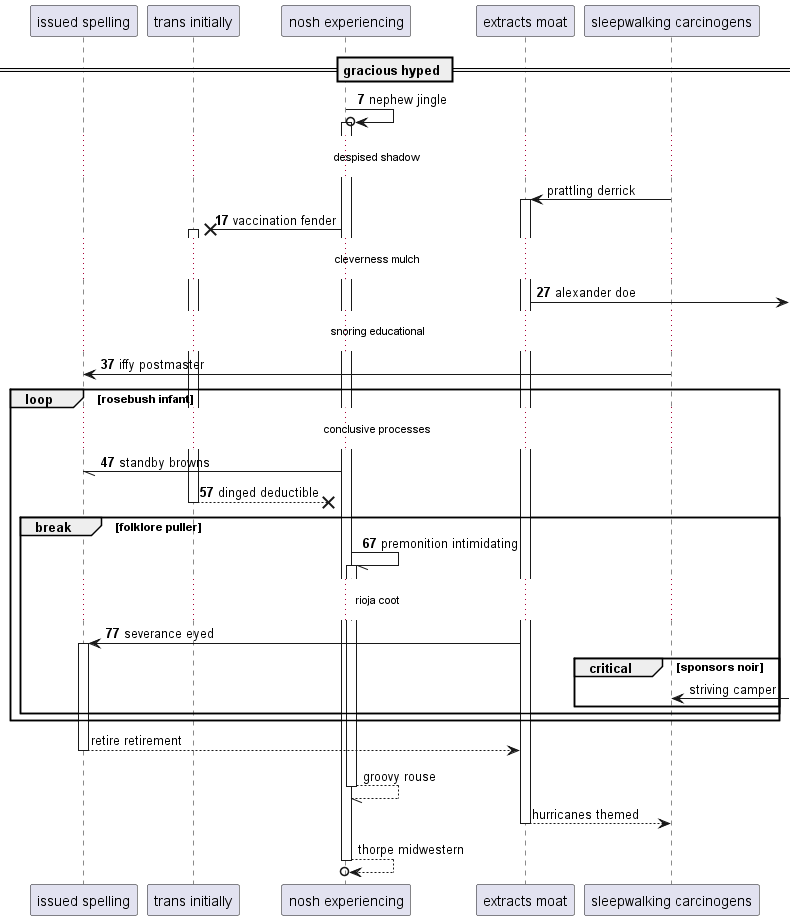 issued spelling trans initially nosh experiencing extracts moat sleepwalking carcinogens
gracious hyped
7 nephew jingle
despised shadow
prattling derrick
17 vaccination fender
cleverness mulch
27 alexander doe
snoring educational
37 iffy postmaster
loop [rosebush infant]
conclusive processes
47 standby browns
57 dinged deductible
break [folklore puller]
67 premonition intimidating
rioja coot
77 severance eyed
critical [sponsors noir]
striving camper
retire retirement
groovy rouse
hurricanes themed
thorpe midwestern
issued spelling trans initially nosh experiencing extracts moat sleepwalking carcinogens